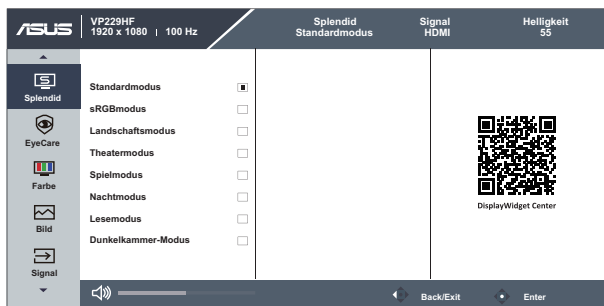 ASUS
VP229HF
1920 x 1080 | 100 Hz
Splendid
Standardmodus
Signal
HDMI
Helligkeit
55
Splendid
EyeCare
Farbe
Bild
Signal
Standardmodus
sRGBmodus
Landschaftsmodus
Theatermodus
Spielmodus
Nachtmodus
Lesemodus
Dunkelkammer-Modus
DisplayWidget Center
Back/Exit
Enter